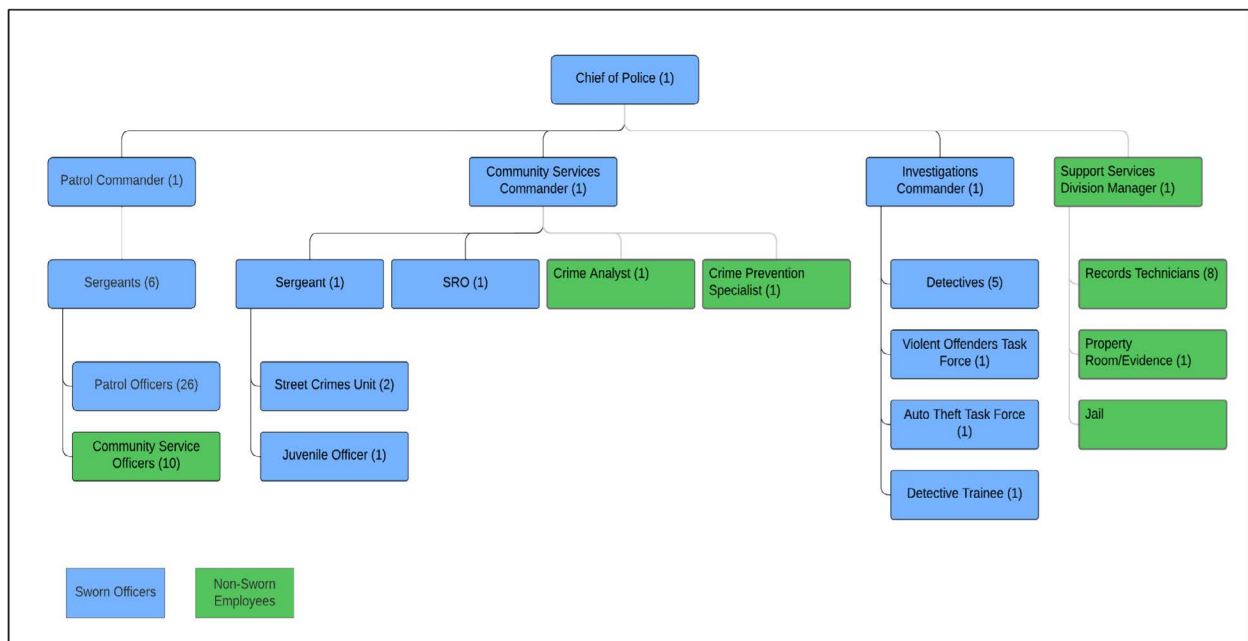 Chief of Police (1)
Patrol Commander (1)
Community Services
Commander (1)
Investigations
Commander (1)
Support Services
Division Manager (1)
Sergeants (6)
Sergeant (1)
SRO (1)
Crime Analyst (1)
Crime Prevention
Specialist (1)
Detectives (5)
Records Technicians (8)
Patrol Officers (26)
Street Crimes Unit (2)
Violent Offenders Task
Force (1)
Property
Room/Evidence (1)
Community Service
Officers (10)
Juvenile Officer (1)
Auto Theft Task Force
(1)
Jail
Detective Trainee (1)
Sworn Officers
Non-Sworn
Employees